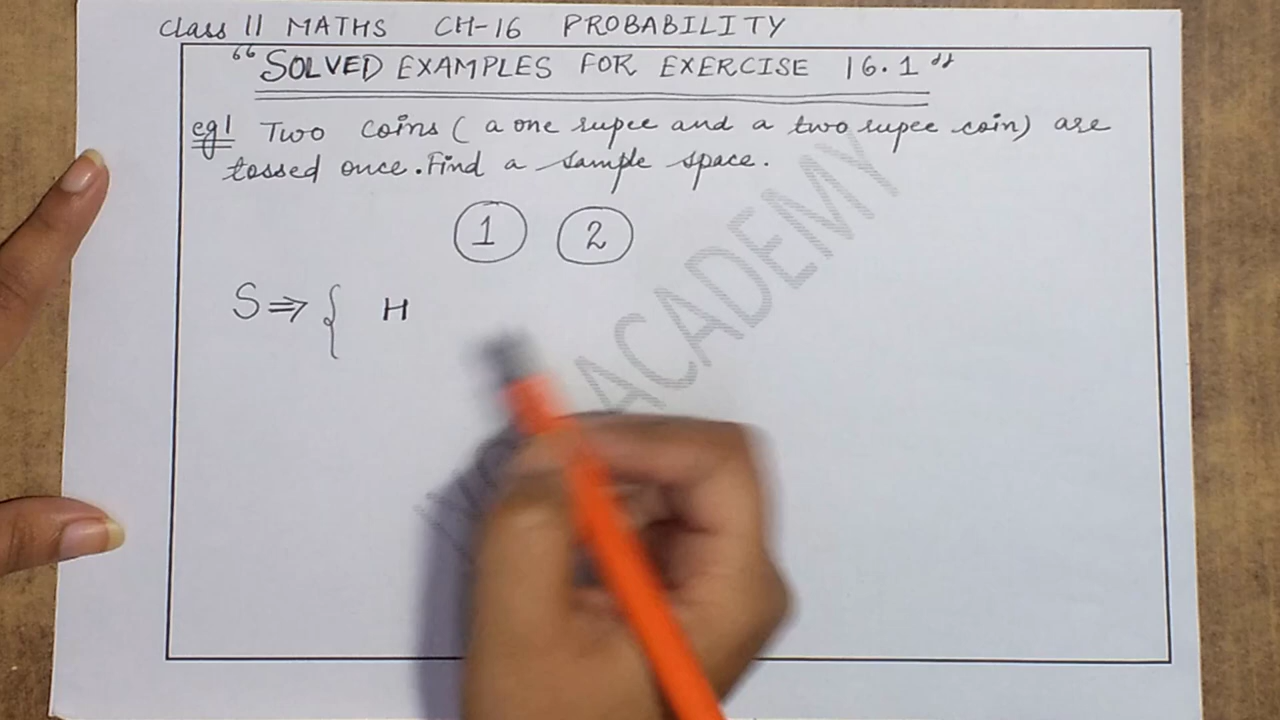 Class 11 MATHS CH-16 PROBABILITY
"SOLVED EXAMPLES FOR EXERCISE 16.1"
eg1 Two coins ( a one rupee and a two rupee coin) are
tossed once. Find a sample space.
1 2
S⇒ { H
ACADEMY